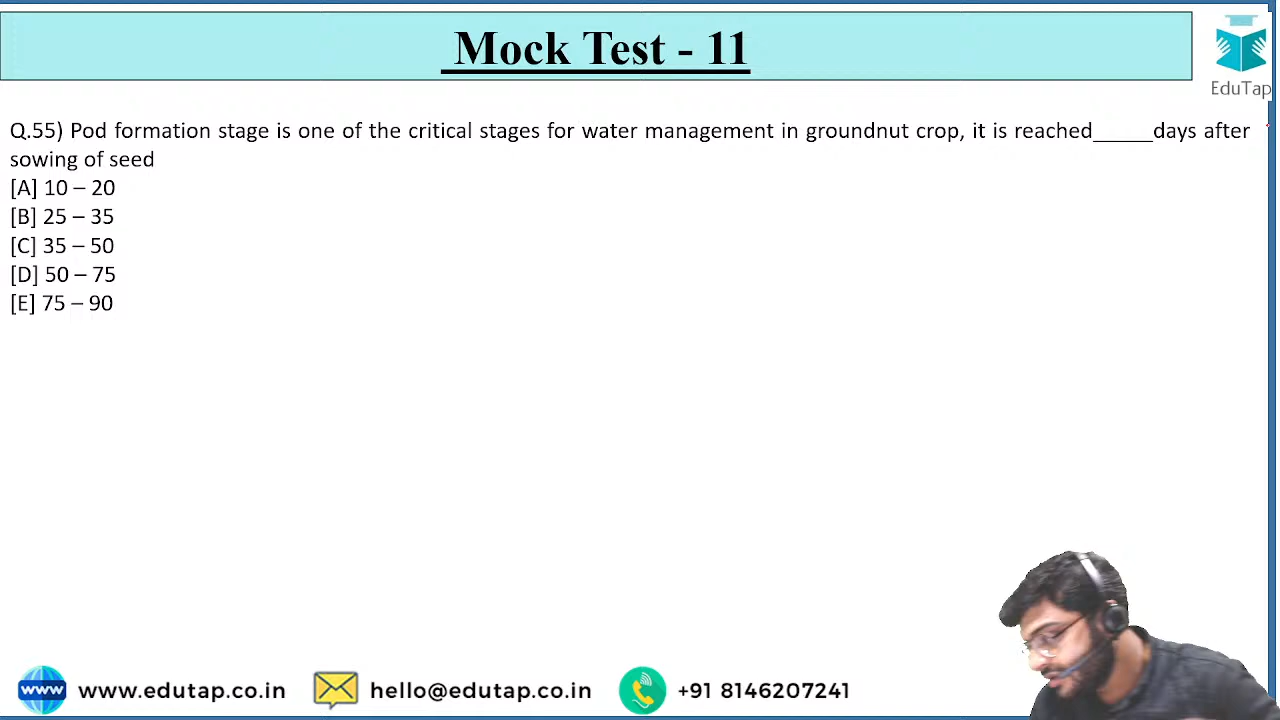 Mock Test - 11
EduTap
Q.55) Pod formation stage is one of the critical stages for water management in groundnut crop, it is reached_____days after
sowing of seed
[A] 10 – 20
[B] 25 – 35
[C] 35 – 50
[D] 50 – 75
[E] 75 – 90
www www.edutap.co.in hello@edutap.co.in +91 8146207241